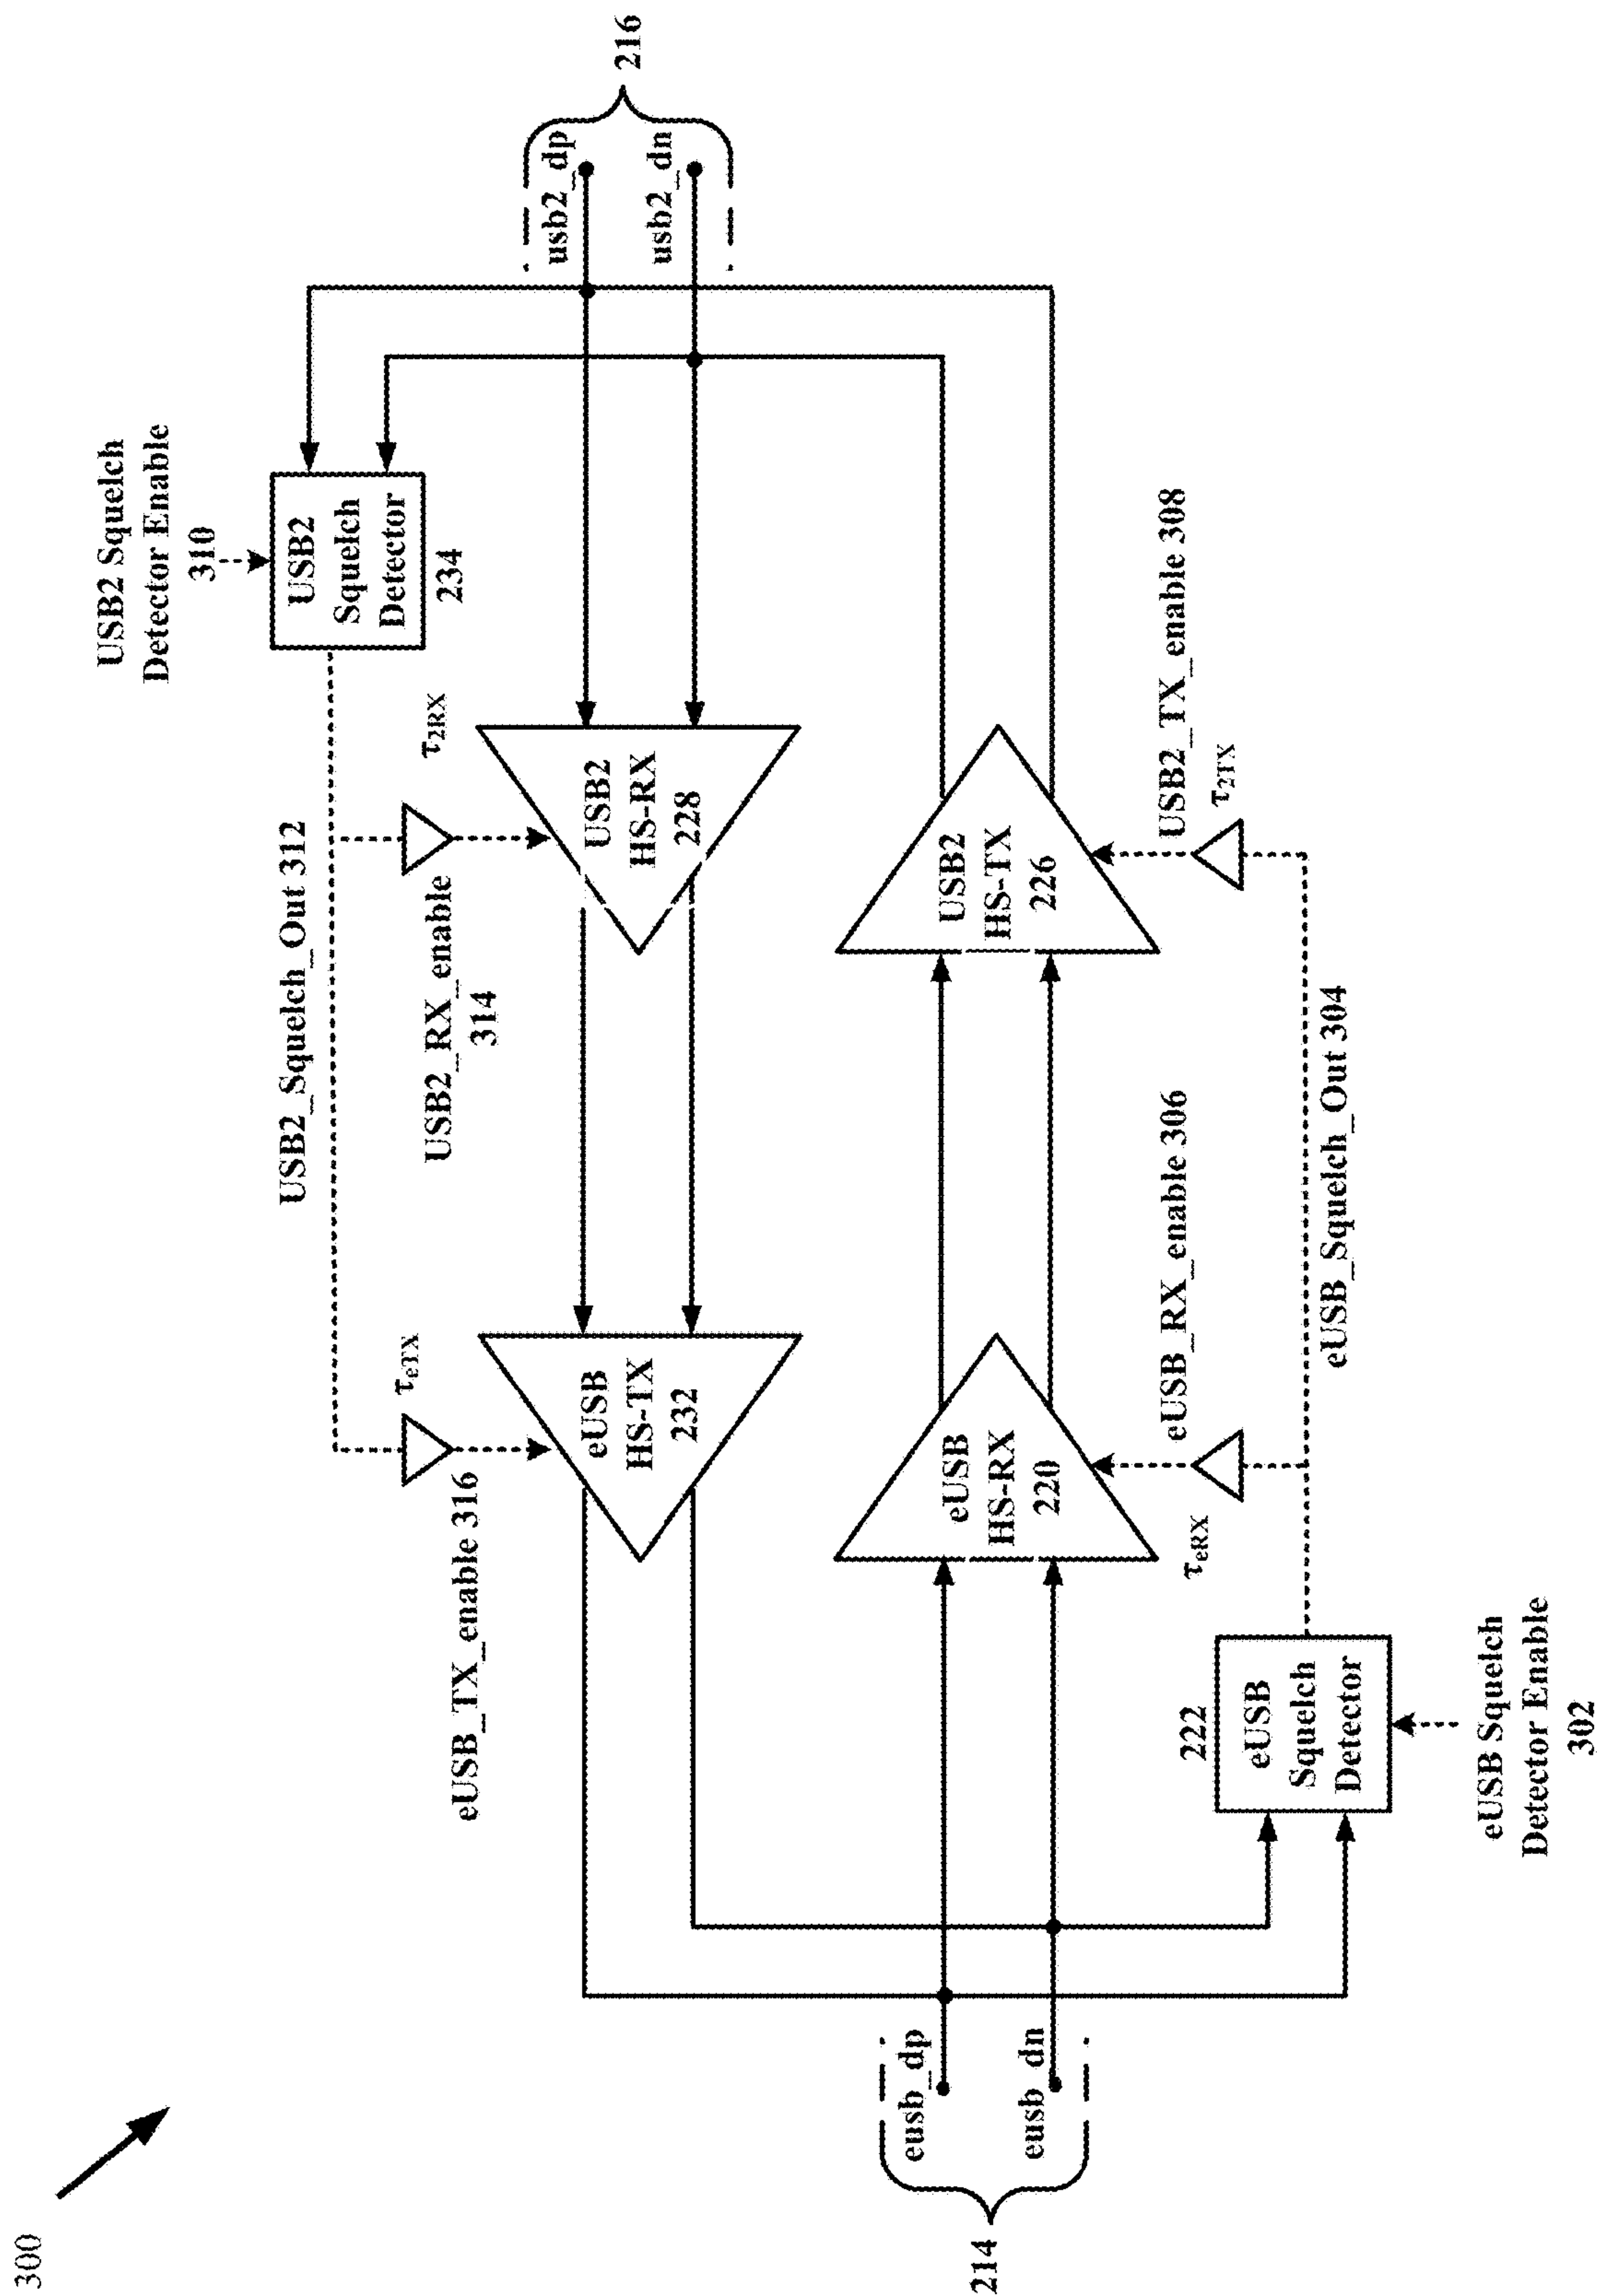 300
USB2 Squelch
Detector Enable
310
USB2
Squelch
Detector
234
USB2_Squelch_Out 312
τeTX
τ2RX
eUSB_TX_enable 316
USB2_RX_enable
314
eUSB
HS-TX
232
USB2
HS-RX
228
usb2_dp
usb2_dn
216
eusb_dp
eusb_dn
214
eUSB
HS-RX
220
USB2
HS-TX
226
eUSB_RX_enable 306
USB2_TX_enable 308
τeRX
τ2TX
eUSB_Squelch_Out 304
222
eUSB
Squelch
Detector
eUSB Squelch
Detector Enable
302